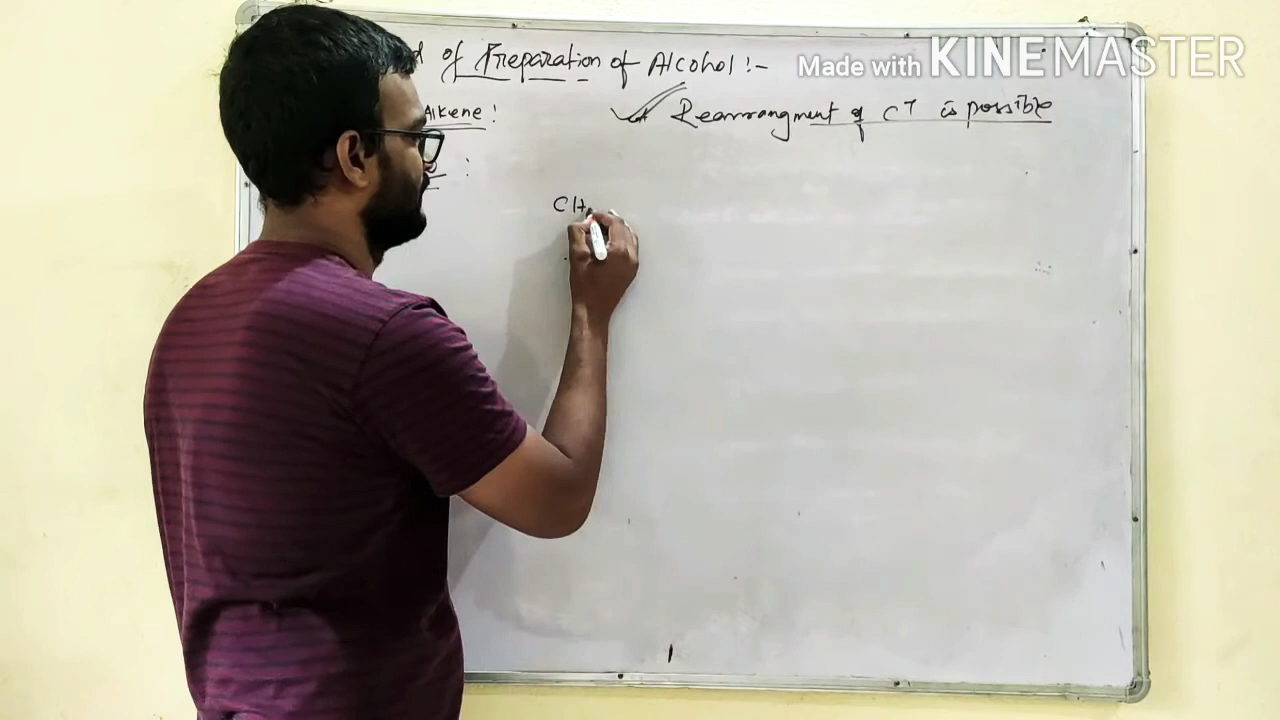 Made with KINEMASTER
d of Preparation of Alcohol :-
Alkene :
Rearrangment of C+ is possible
:
CH